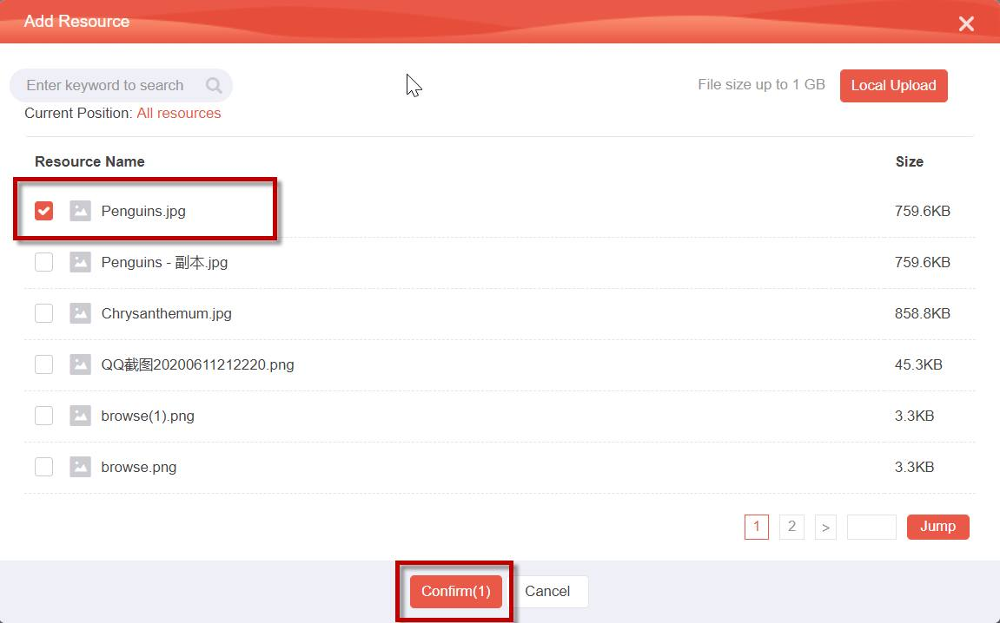 Add Resource
Enter keyword to search
File size up to 1 GB
Local Upload
Current Position: All resources
Resource Name Size
Penguins.jpg 759.6KB
Penguins - 副本.jpg 759.6KB
Chrysanthemum.jpg 858.8KB
QQ截图20200611212220.png 45.3KB
browse(1).png 3.3KB
browse.png 3.3KB
1 2 > Jump
Confirm(1) Cancel